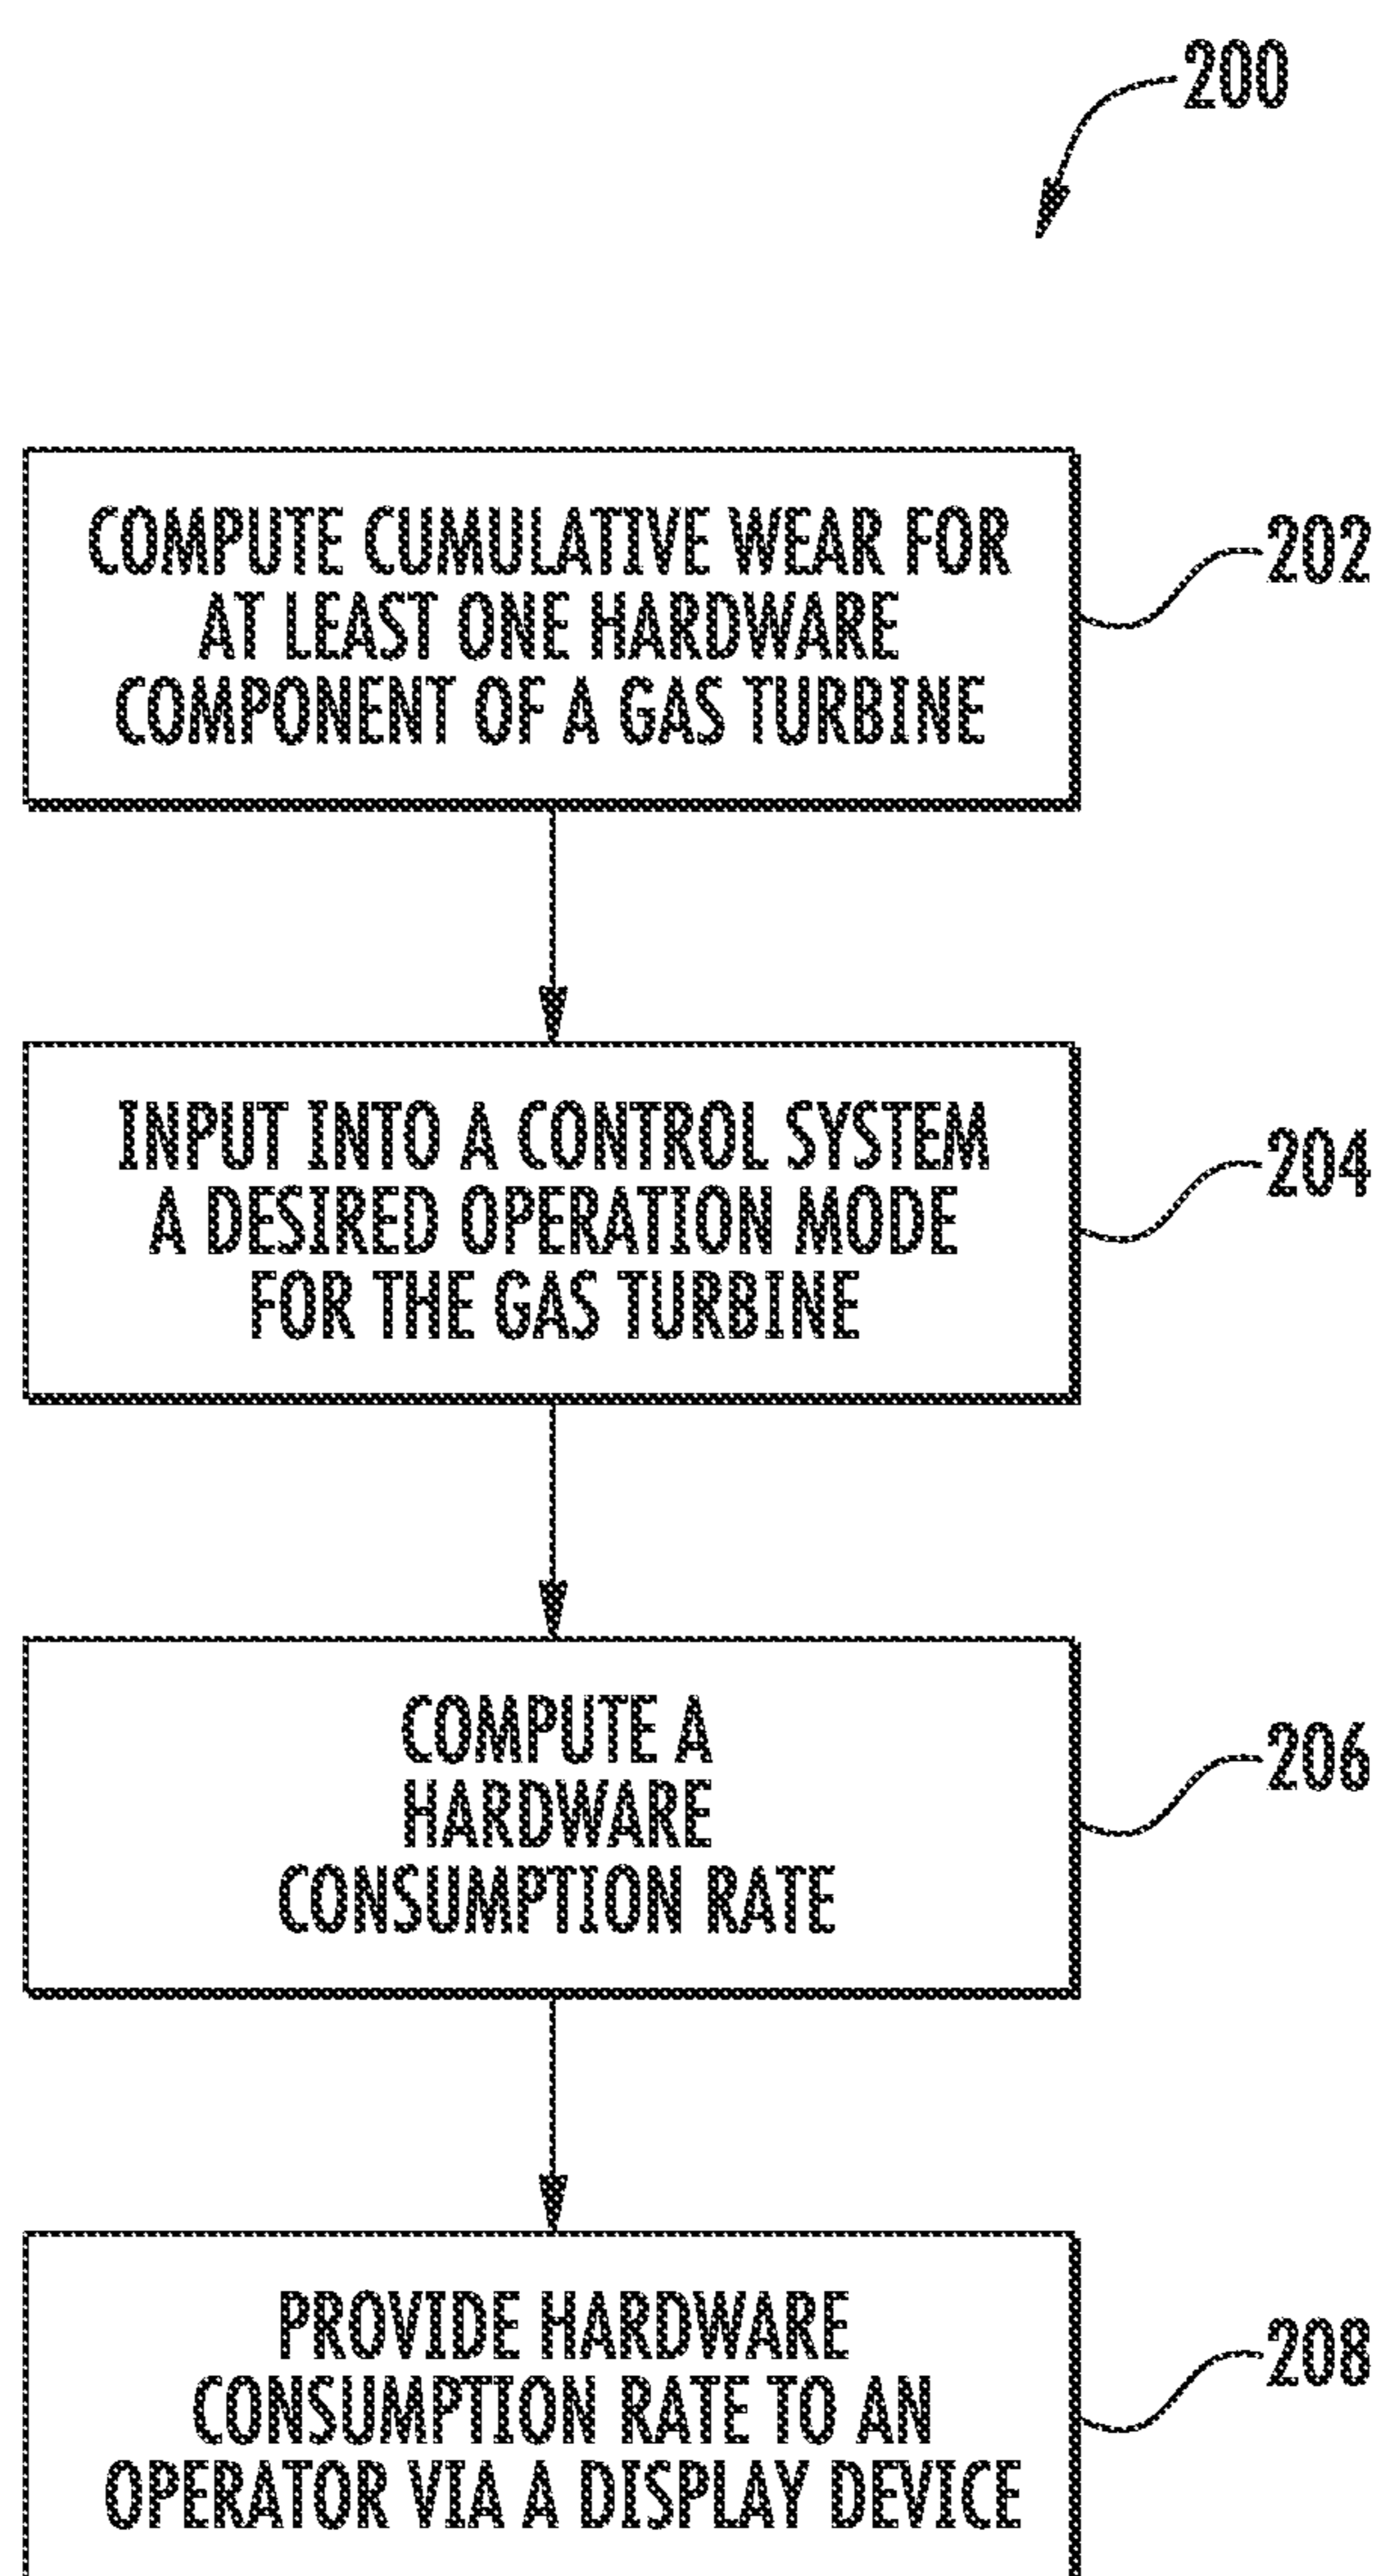 200
COMPUTE CUMULATIVE WEAR FOR
AT LEAST ONE HARDWARE
COMPONENT OF A GAS TURBINE
202
INPUT INTO A CONTROL SYSTEM
A DESIRED OPERATION MODE
FOR THE GAS TURBINE
204
COMPUTE A
HARDWARE
CONSUMPTION RATE
206
PROVIDE HARDWARE
CONSUMPTION RATE TO AN
OPERATOR VIA A DISPLAY DEVICE
208